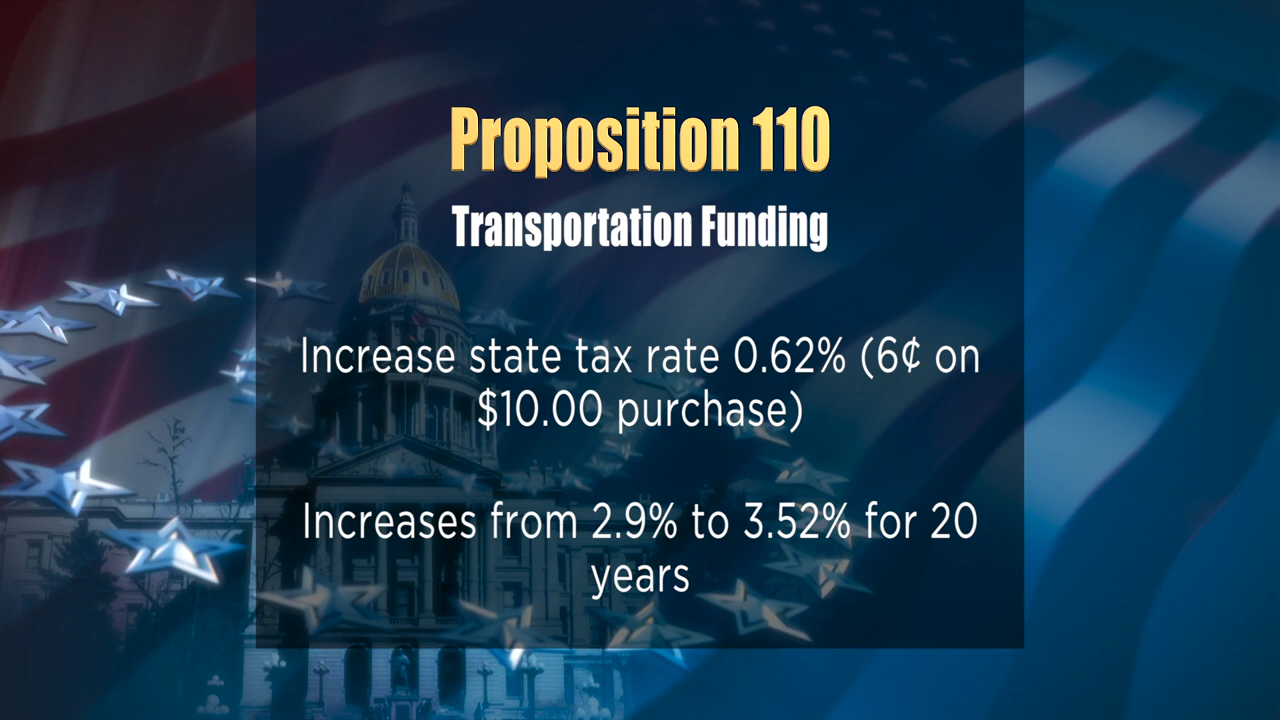 Proposition 110
Transportation Funding
Increase state tax rate 0.62% (6¢ on
$10.00 purchase)
Increases from 2.9% to 3.52% for 20
years